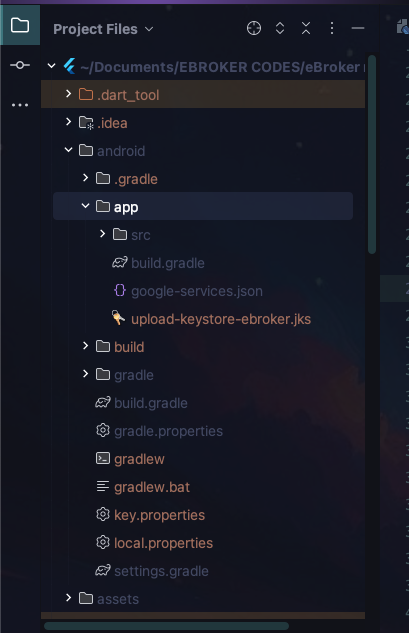 Project Files
~/Documents/EBROKER CODES/eBroker
.dart_tool
.idea
android
.gradle
app
src
build.gradle
google-services.json
upload-keystore-ebroker.jks
build
gradle
build.gradle
gradle.properties
gradlew
gradlew.bat
key.properties
local.properties
settings.gradle
assets